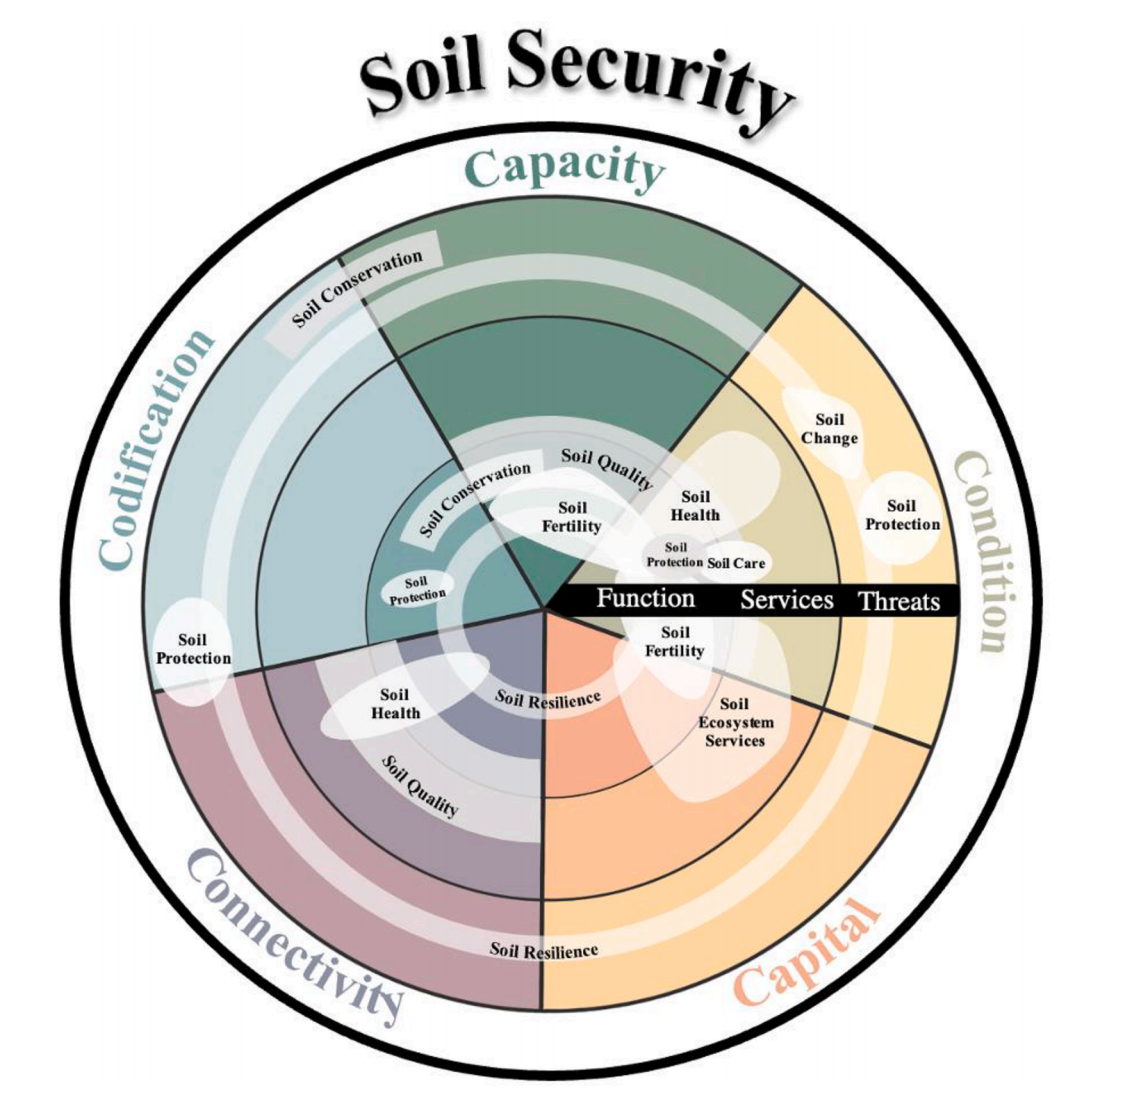 Soil Security
Capacity
Codification
Condition
Connectivity
Capital
Soil Conservation
Soil
Change
Soil
Protection
Soil Quality
Soil Conservation
Soil
Fertility
Soil
Health
Soil
Protection
Soil Care
Soil
Protection
Function Services Threats
Soil
Protection
Soil
Fertility
Soil
Health
Soil Resilience
Soil
Ecosystem
Services
Soil Quality
Soil Resilience